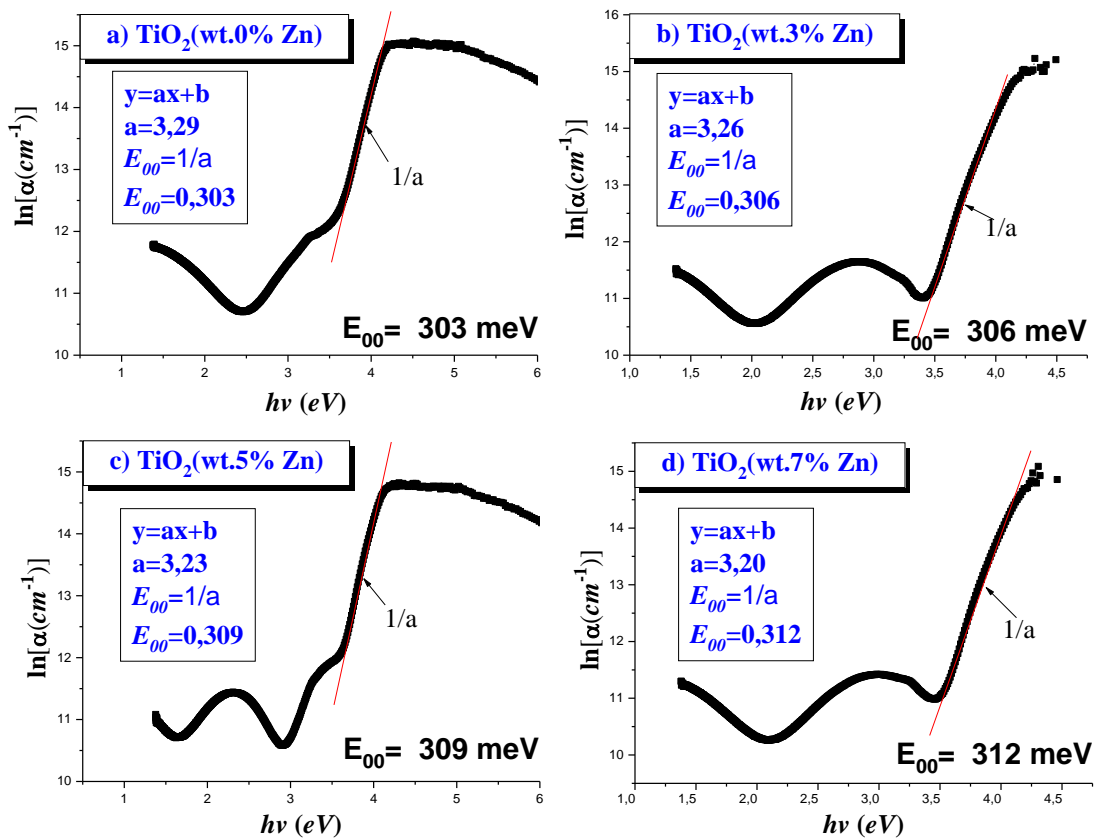 a) TiO₂(wt.0% Zn)
y=ax+b
a=3,29
E₀₀=1/a
E₀₀=0,303
1/a
E₀₀= 303 meV
ln[α(cm⁻¹)]
15
14
13
12
11
10
1 2 3 4 5 6
hν (eV)
b) TiO₂(wt.3% Zn)
y=ax+b
a=3,26
E₀₀=1/a
E₀₀=0,306
1/a
E₀₀= 306 meV
ln[α(cm⁻¹)]
16
15
14
13
12
11
10
1,0 1,5 2,0 2,5 3,0 3,5 4,0 4,5
hν (eV)
c) TiO₂(wt.5% Zn)
y=ax+b
a=3,23
E₀₀=1/a
E₀₀=0,309
1/a
E₀₀= 309 meV
ln[α(cm⁻¹)]
15
14
13
12
11
10
1 2 3 4 5 6
hν (eV)
d) TiO₂(wt.7% Zn)
y=ax+b
a=3,20
E₀₀=1/a
E₀₀=0,312
1/a
E₀₀= 312 meV
ln[α(cm⁻¹)]
15
14
13
12
11
10
1,0 1,5 2,0 2,5 3,0 3,5 4,0 4,5
hν (eV)